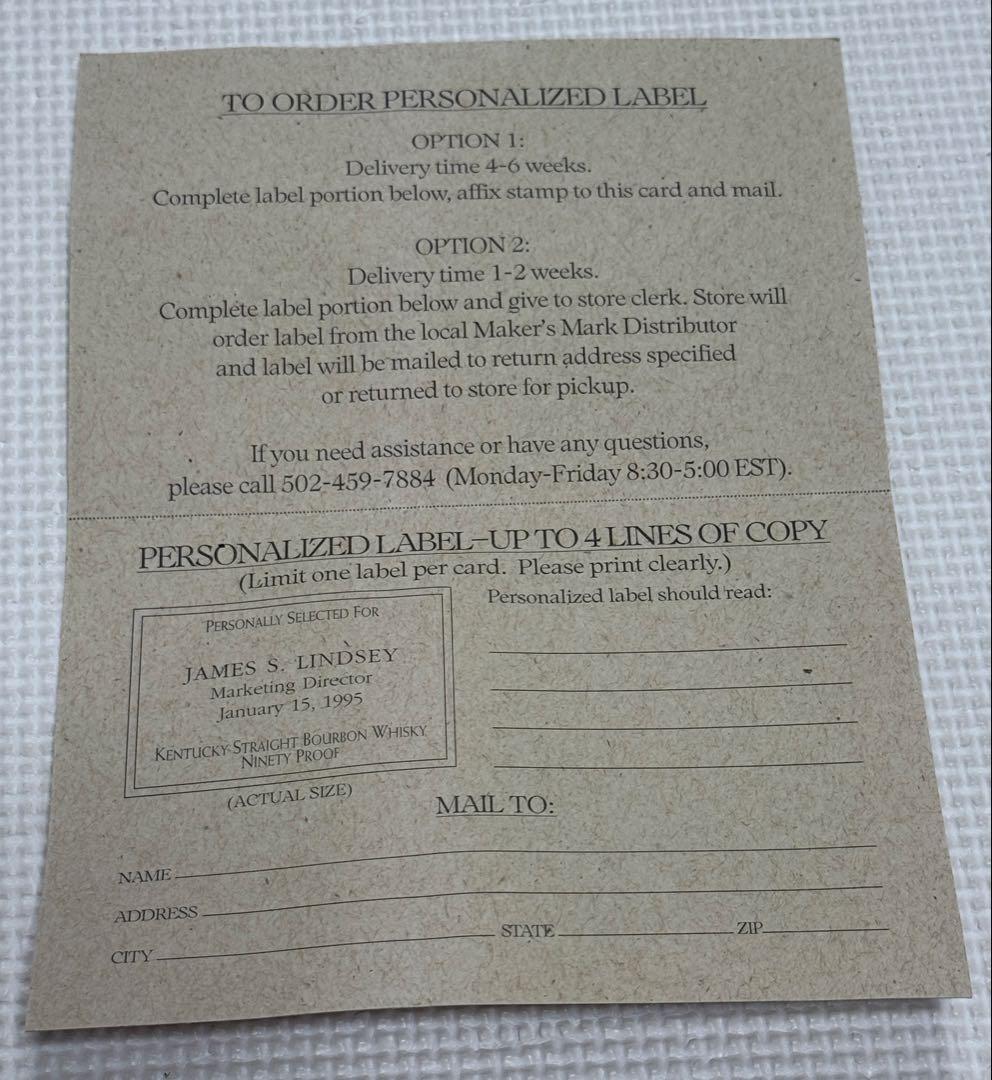 TO ORDER PERSONALIZED LABEL
OPTION 1:
Delivery time 4-6 weeks.
Complete label portion below, affix stamp to this card and mail.
OPTION 2:
Delivery time 1-2 weeks.
Complete label portion below and give to store clerk. Store will
order label from the local Maker's Mark Distributor
and label will be mailed to return address specified
or returned to store for pickup.
If you need assistance or have any questions,
please call 502-459-7884 (Monday-Friday 8:30-5:00 EST).
PERSONALIZED LABEL–UP TO 4 LINES OF COPY
(Limit one label per card. Please print clearly.)
PERSONALLY SELECTED FOR
JAMES S. LINDSEY
Marketing Director
January 15, 1995
KENTUCKY STRAIGHT BOURBON WHISKY
NINETY PROOF
(ACTUAL SIZE)
Personalized label should read:
MAIL TO:
NAME
ADDRESS
CITY STATE ZIP